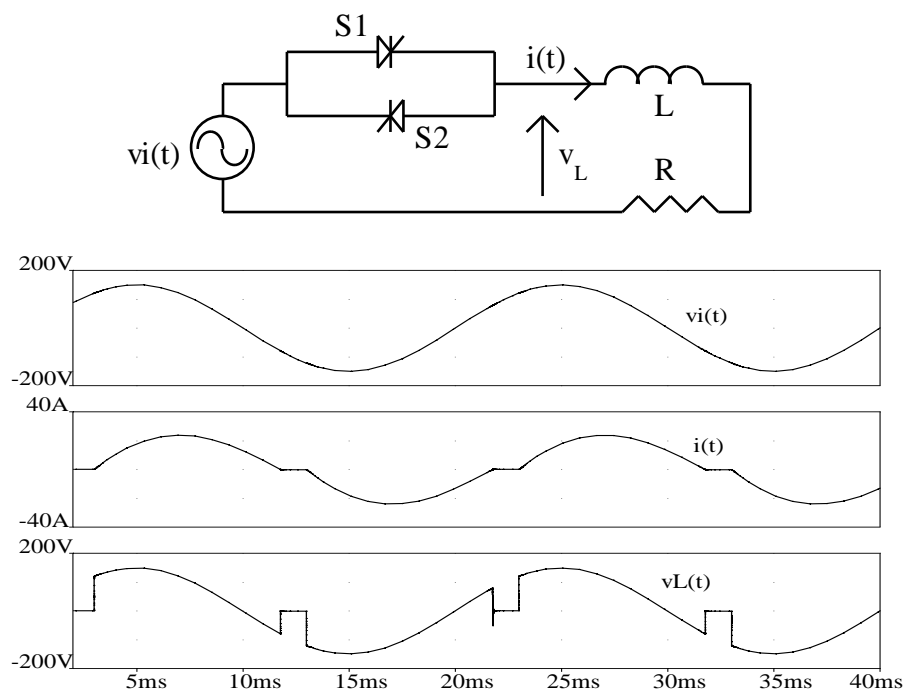 S1
i(t)
L
S2
vi(t)
v
L
R
200V
vi(t)
-200V
40A
i(t)
-40A
200V
vL(t)
-200V
5ms 10ms 15ms 20ms 25ms 30ms 35ms 40ms